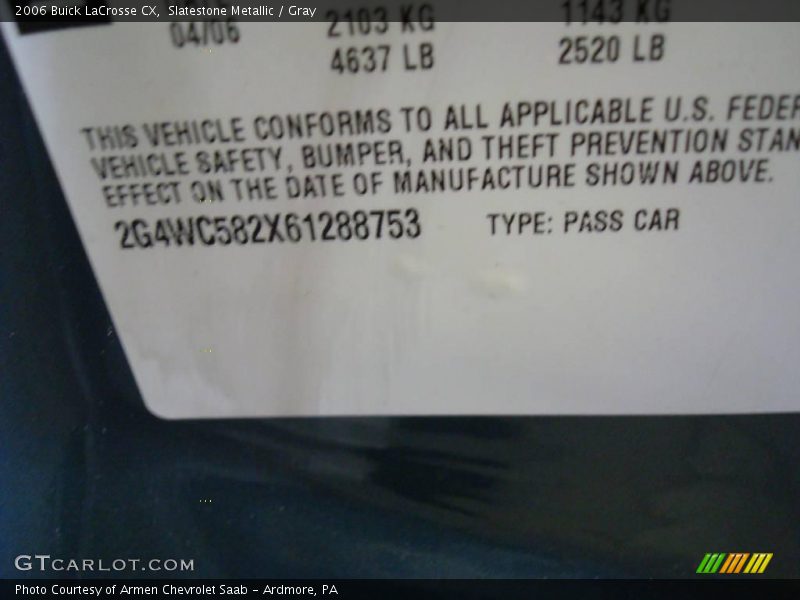 2006 Buick LaCrosse CX, Slatestone Metallic / Gray
04/06 2103 KG 1143 KG
4637 LB 2520 LB
THIS VEHICLE CONFORMS TO ALL APPLICABLE U.S. FEDER
VEHICLE SAFETY, BUMPER, AND THEFT PREVENTION STAN
EFFECT ON THE DATE OF MANUFACTURE SHOWN ABOVE.
2G4WC582X61288753 TYPE: PASS CAR
GTCARLOT.COM
Photo Courtesy of Armen Chevrolet Saab - Ardmore, PA